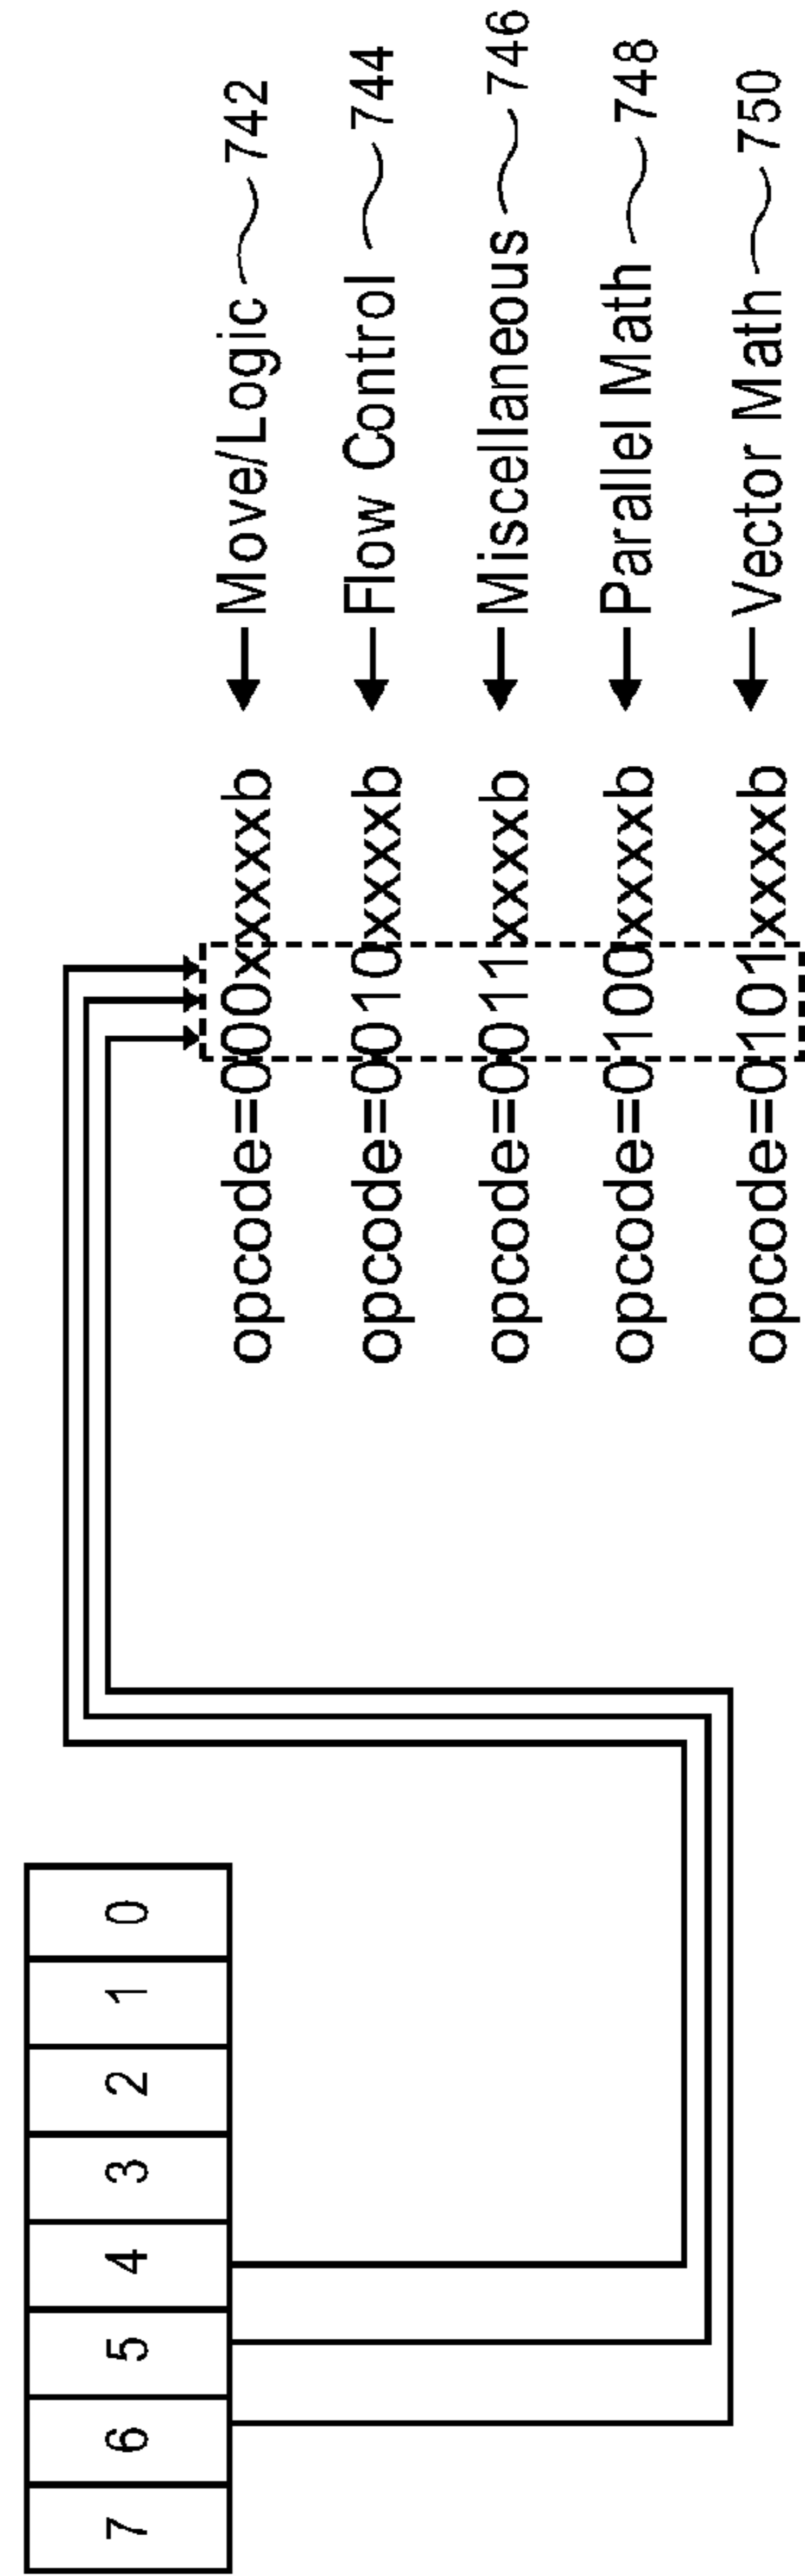 7 6 5 4 3 2 1 0
opcode=000xxxxxb Move/Logic 742
opcode=0010xxxxb Flow Control 744
opcode=0011xxxxb Miscellaneous 746
opcode=0100xxxxb Parallel Math 748
opcode=0101xxxxb Vector Math 750